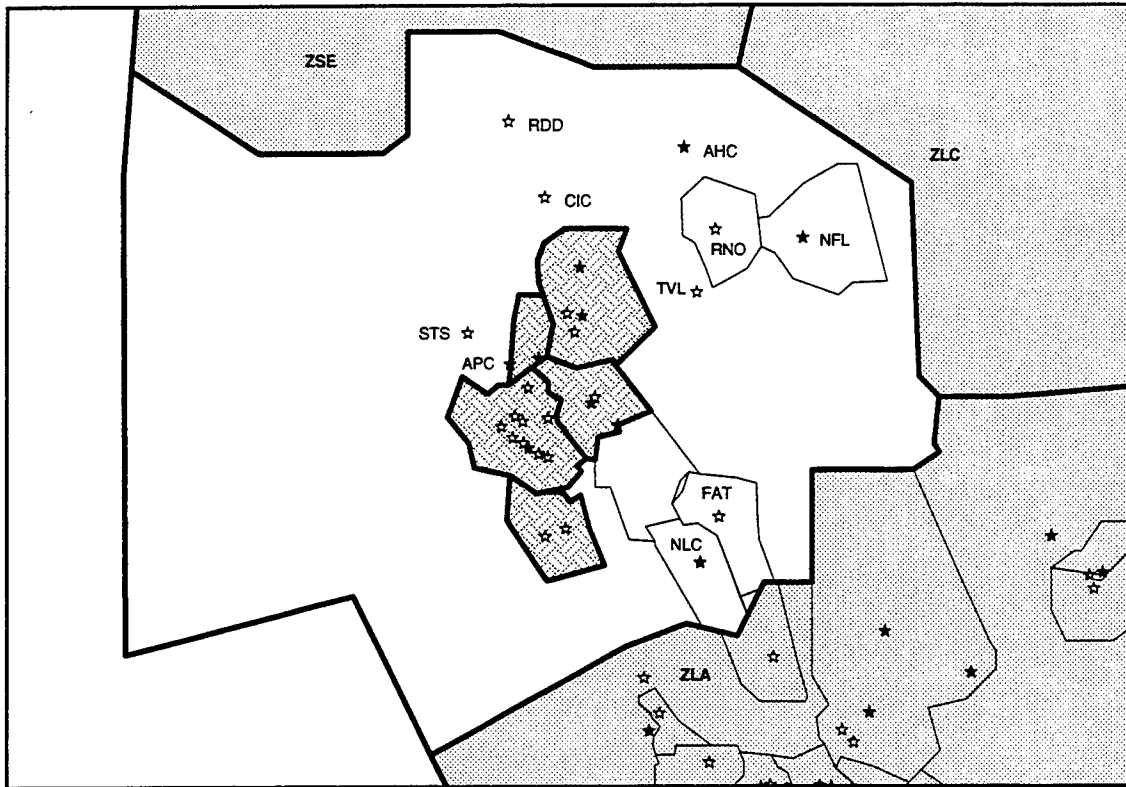 ZSE
RDD
AHC
ZLC
CIC
RNO
NFL
TVL
STS
APC
FAT
NLC
ZLA